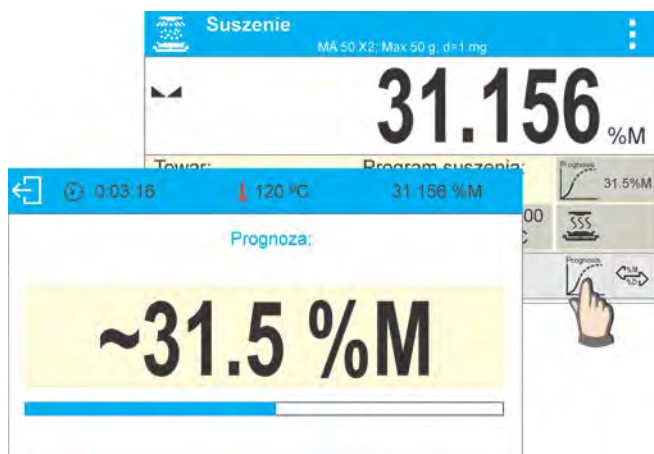 Suszenie
MA 50 X2; Max 50 g, d=1 mg
31.156 %M
Towar: Program suszenia:
Prognosis
31.5%M
0:03:16 120 °C 31.156 %M
00
Prognoza:
Prognosis
%M
%D
~31.5 %M